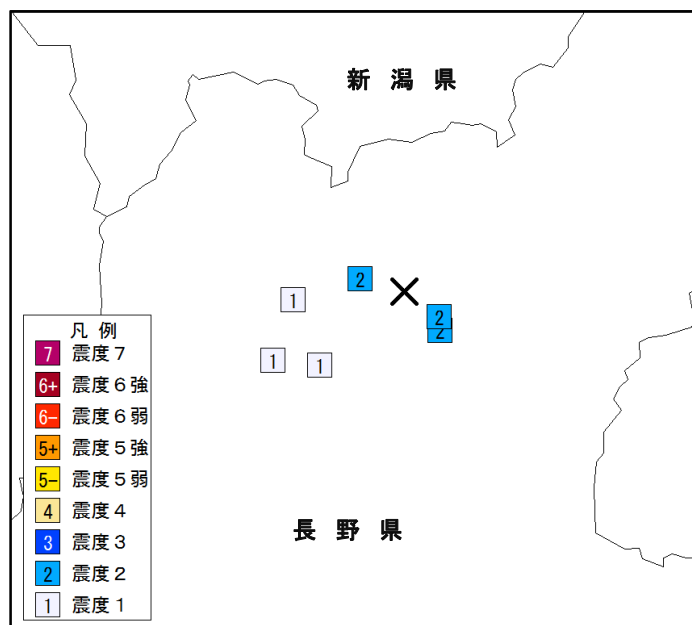 新潟県
2
1
2
2
1
1
凡例
7 震度７
6+ 震度６強
6− 震度６弱
5+ 震度５強
5− 震度５弱
4 震度４
3 震度３
2 震度２
1 震度１
長野県